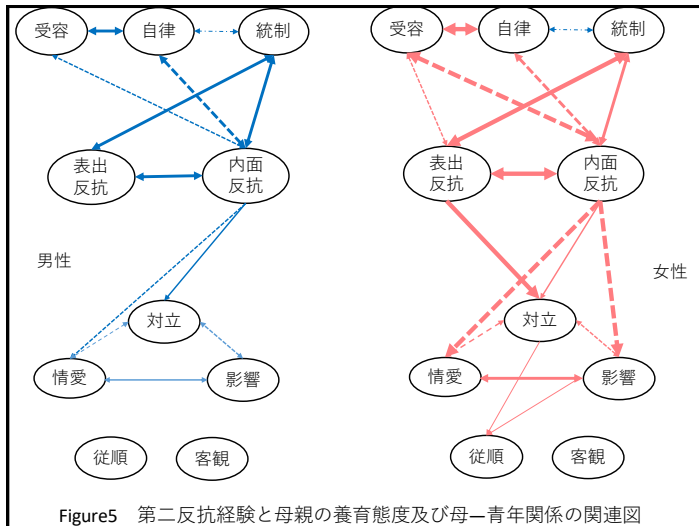 受容
自律
統制
表出
反抗
内面
反抗
男性
対立
情愛
影響
従順
客観
受容
自律
統制
表出
反抗
内面
反抗
女性
対立
情愛
影響
従順
客観
Figure5 第二反抗経験と母親の養育態度及び母―青年関係の関連図